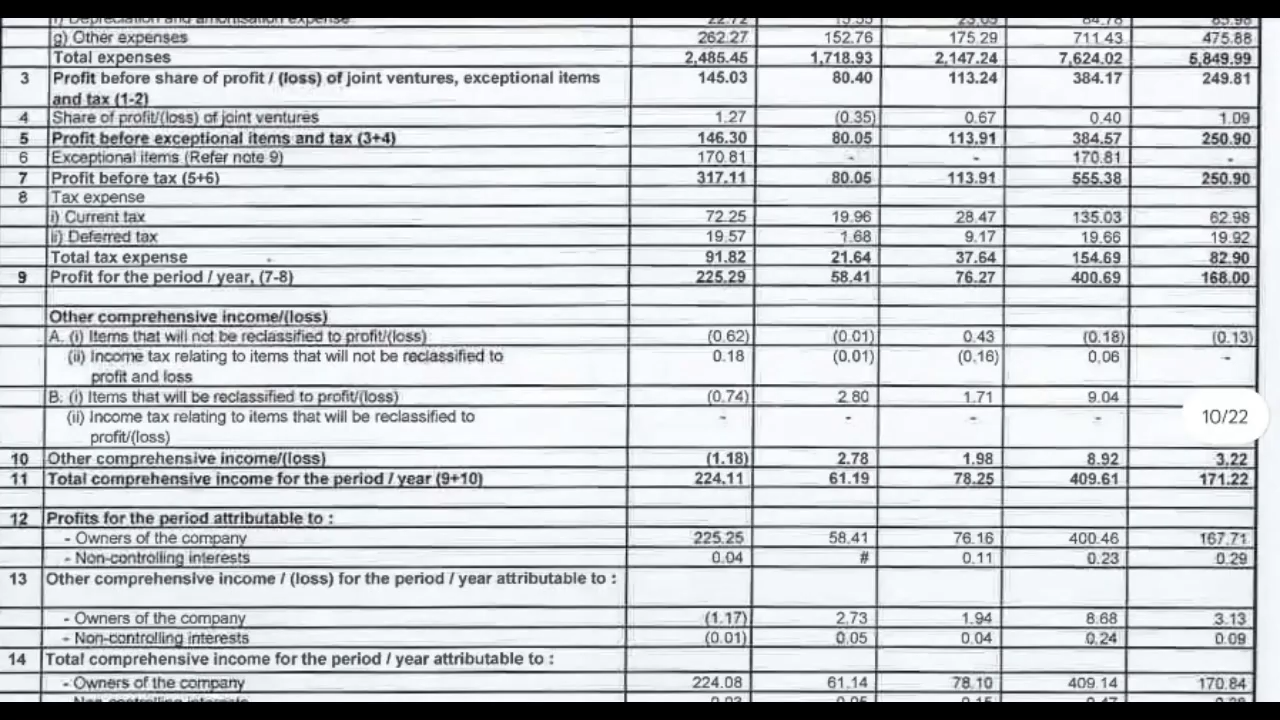 f) Depreciation and amortisation expense 22.72 15.55 23.05 84.78 85.98
g) Other expenses 262.27 152.76 175.29 711.43 475.88
Total expenses 2,485.45 1,718.93 2,147.24 7,624.02 5,849.99
3 Profit before share of profit / (loss) of joint ventures, exceptional items 145.03 80.40 113.24 384.17 249.81
and tax (1-2)
4 Share of profit/(loss) of joint ventures 1.27 (0.35) 0.67 0.40 1.09
5 Profit before exceptional items and tax (3+4) 146.30 80.05 113.91 384.57 250.90
6 Exceptional items (Refer note 9) 170.81 - - 170.81 -
7 Profit before tax (5+6) 317.11 80.05 113.91 555.38 250.90
8 Tax expense
i) Current tax 72.25 19.96 28.47 135.03 62.98
ii) Deferred tax 19.57 1.68 9.17 19.66 19.92
Total tax expense 91.82 21.64 37.64 154.69 82.90
9 Profit for the period / year, (7-8) 225.29 58.41 76.27 400.69 168.00
Other comprehensive income/(loss)
A. (i) Items that will not be reclassified to profit/(loss) (0.62) (0.01) 0.43 (0.18) (0.13)
(ii) Income tax relating to items that will not be reclassified to 0.18 (0.01) (0.16) 0.06 -
profit and loss
B. (i) Items that will be reclassified to profit/(loss) (0.74) 2.80 1.71 9.04
(ii) Income tax relating to items that will be reclassified to - - - -
10/22
profit/(loss)
10 Other comprehensive income/(loss) (1.18) 2.78 1.98 8.92 3.22
11 Total comprehensive income for the period / year (9+10) 224.11 61.19 78.25 409.61 171.22
12 Profits for the period attributable to :
- Owners of the company 225.25 58.41 76.16 400.46 167.71
- Non-controlling interests 0.04 # 0.11 0.23 0.29
13 Other comprehensive income / (loss) for the period / year attributable to :
- Owners of the company (1.17) 2.73 1.94 8.68 3.13
- Non-controlling interests (0.01) 0.05 0.04 0.24 0.09
14 Total comprehensive income for the period / year attributable to :
- Owners of the company 224.08 61.14 78.10 409.14 170.84